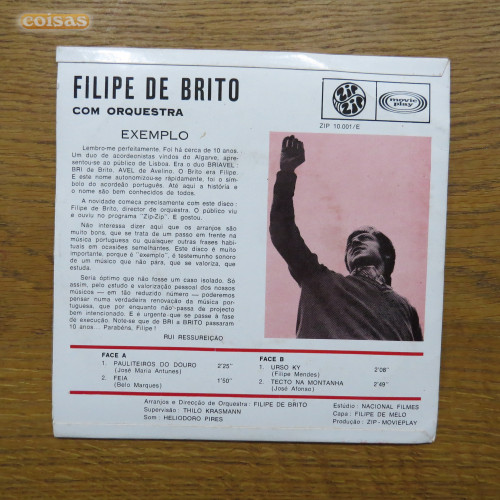 coisas
FILIPE DE BRITO
COM ORQUESTRA
ZIP ZIP
movie play
ZIP 10.001/E
EXEMPLO
Lembro-me perfeitamente. Foi há cerca de 10 anos.
Um duo de acordeonistas vindos do Algarve, apre-
sentou-se ao público de Lisboa. Era o duo BRIAVEL.
BRI de Brito, AVEL de Avelino. O Brito era Filipe.
E este nome autonomizou-se rápidamente, foi o sím-
bolo do acordeão português. Até aqui a história e
o nome são bem conhecidos de todos.
A novidade começa precisamente com este disco:
Filipe de Brito, director de orquestra. O público viu
e ouviu no programa "Zip-Zip". E gostou.
Não interessa dizer aqui que os arranjos são
muito bons, que se trata de um passo em frente na
música portuguesa ou quaisquer outras frases habi-
tuais em ocasiões semelhantes. Este disco é muito
importante, porque é "exemplo", é testemunho sonoro
de um músico que não pára, que se valoriza, que
estuda.
Seria óptimo que não fosse um caso isolado. Só
assim, pelo estudo e valorização pessoal dos nossos
músicos — em tão reduzido número — poderemos
pensar numa verdadeira renovação da música por-
tuguesa, que por enquanto não passa de projecto
bem intencionado. E é urgente que se passe à fase
de execução. Note-se que de BRI a BRITO passaram
10 anos... Parabéns, Filipe!
RUI RESSUREIÇÃO
FACE A
1. PAULITEIROS DO DOURO 2'25"
(José Maria Antunes)
2. FEIA 1'50"
(Belo Marques)
FACE B
1. URSO KY 2'08"
(Filipe Mendes)
2. TECTO NA MONTANHA 2'49"
(José Afonso)
Arranjos e Direcção de Orquestra: FILIPE DE BRITO
Supervisão: THILO KRASMANN
Som: HELIODORO PIRES
Estúdio: NACIONAL FILMES
Capa: FILIPE DE MELO
Produção: ZIP-MOVIEPLAY